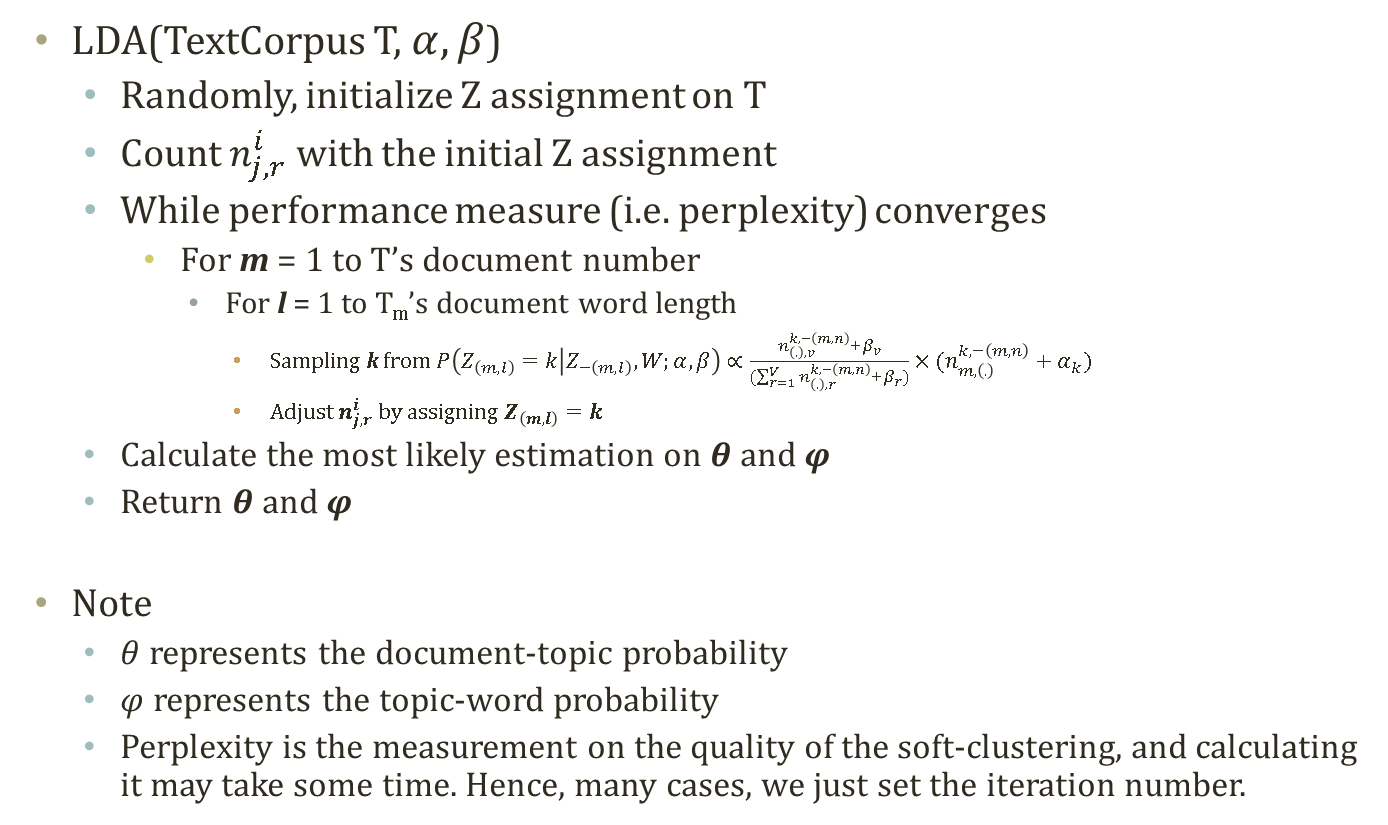 • LDA(TextCorpus T, α, β)
• Randomly, initialize Z assignment on T
• Count $n^{i}_{j,r}$ with the initial Z assignment
• While performance measure (i.e. perplexity) converges
• For m = 1 to T’s document number
• For l = 1 to T$_{m}$’s document word length
• Sampling k from $P(Z_{(m,l)} = k|Z_{-(m,l)}, W; α, β) ∝ \frac{n^{k,-(m,n)}_{(.),v}+β_v}{(\sum_{r=1}^{V} n^{k,-(m,n)}_{(.),r}+β_r)} × (n^{k,-(m,n)}_{m,(.)} + α_k)$
• Adjust $n^{i}_{j,r}$ by assigning $Z_{(m,l)} = k$
• Calculate the most likely estimation on θ and φ
• Return θ and φ
• Note
• θ represents the document-topic probability
• φ represents the topic-word probability
• Perplexity is the measurement on the quality of the soft-clustering, and calculating
it may take some time. Hence, many cases, we just set the iteration number.